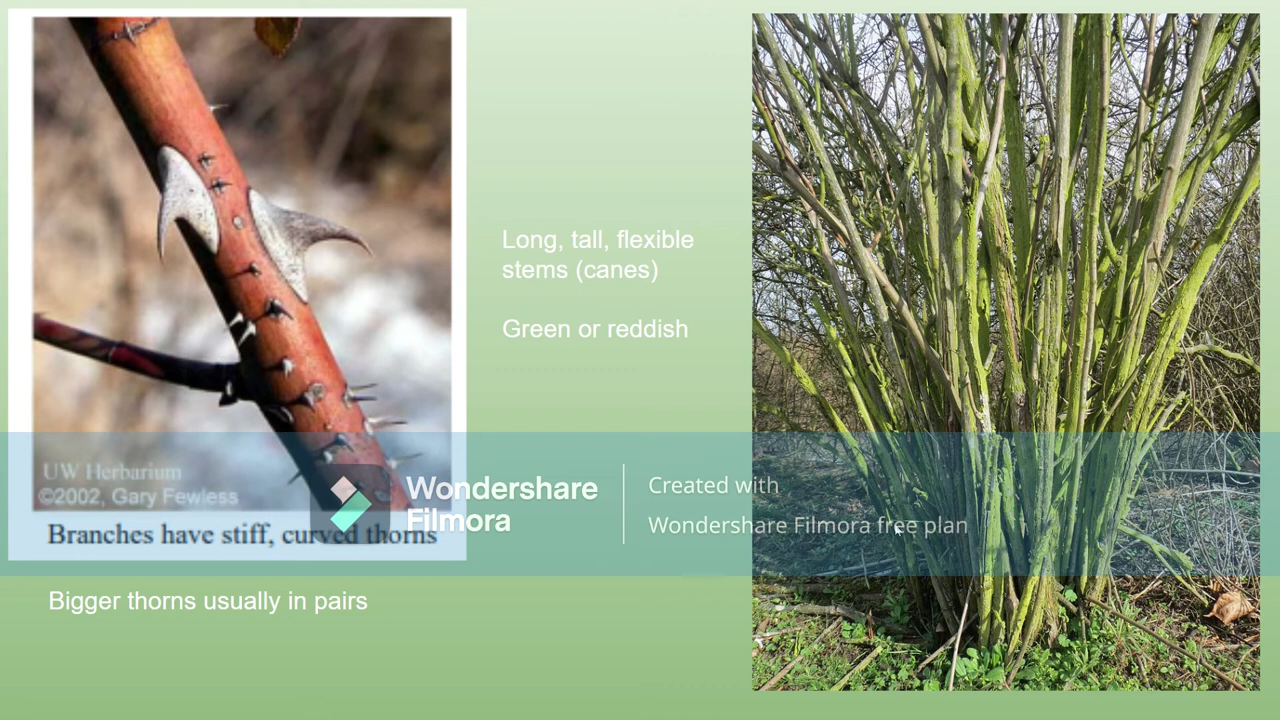 UW Herbarium
©2002, Gary Fewless
Branches have stiff, curved thorns
Bigger thorns usually in pairs
Long, tall, flexible
stems (canes)
Green or reddish
Wondershare
Filmora
Created with
Wondershare Filmora free plan